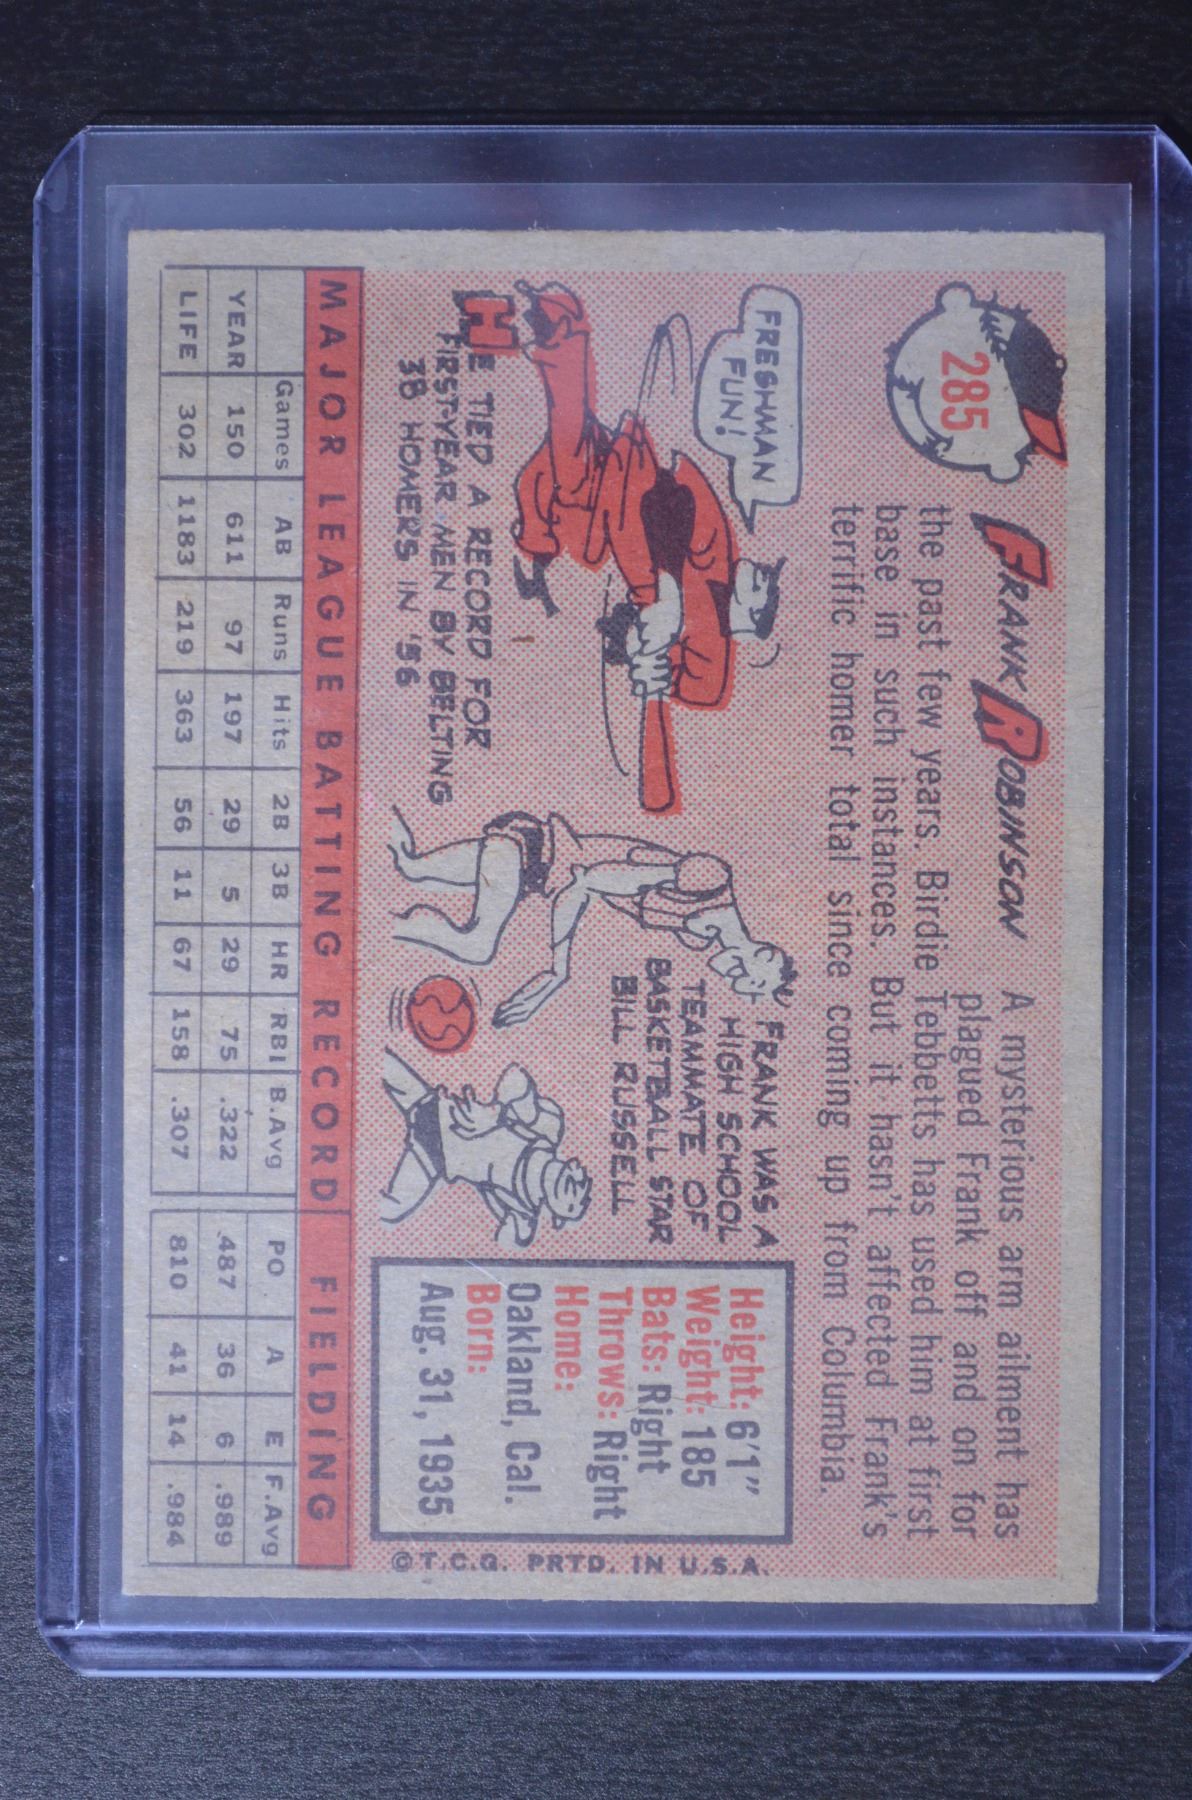 285
FRANK ROBINSON
A mysterious arm ailment has
plagued Frank off and on for
the past few years. Birdie Tebbetts has used him at first
base in such instances. But it hasn't affected Frank's
terrific homer total since coming up from Columbia.
FRESHMAN
FUN!
HE TIED A RECORD FOR
FIRST-YEAR MEN BY BELTING
38 HOMERS IN '56
FRANK WAS A
HIGH SCHOOL
TEAMMATE OF
BASKETBALL STAR
BILL RUSSELL
Height: 6'1"
Weight: 185
Bats: Right
Throws: Right
Home:
Oakland, Cal.
Born:
Aug. 31, 1935
©T.C.G. PRTD. IN U.S.A.
MAJOR LEAGUE BATTING RECORD FIELDING
Games AB Runs Hits 2B 3B HR RBI B.Avg PO A E F.Avg
YEAR 150 611 97 197 29 5 29 75 .322 487 36 6 .989
LIFE 302 1183 219 363 56 11 67 158 .307 810 41 14 .984